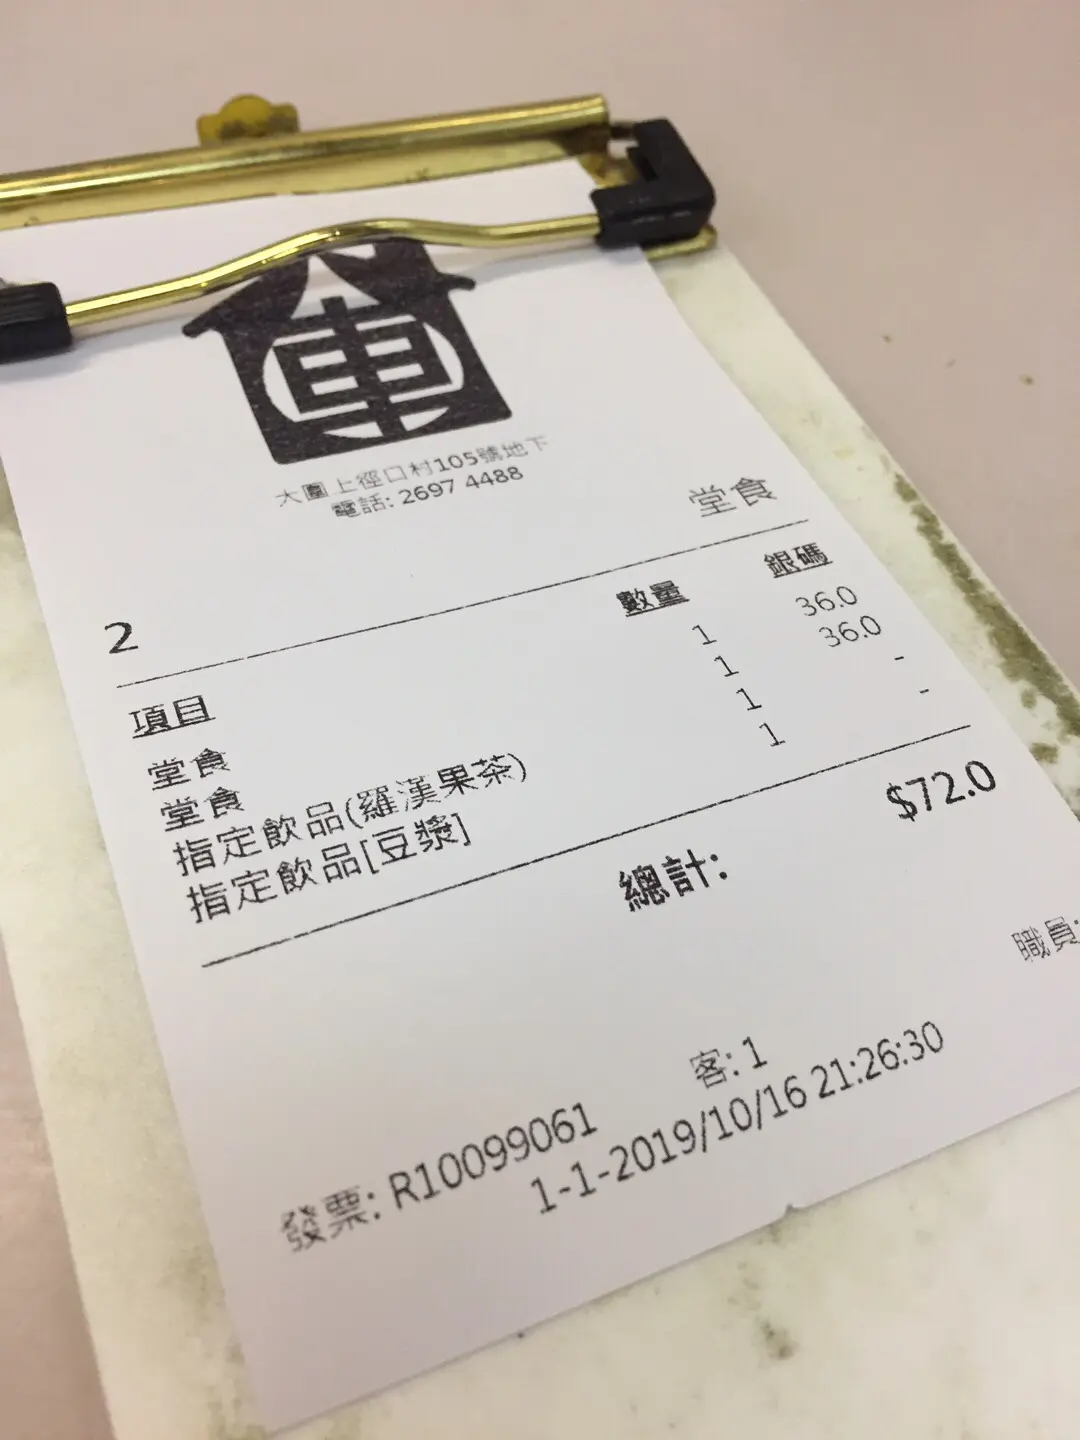 大圍上徑口村105號地下
電話: 2697 4488
堂食
2
項目 數量 銀碼
堂食 1 36.0
堂食 1 36.0
指定飲品(羅漢果茶) 1 -
指定飲品[豆漿] 1 -
總計: $72.0
職員:
客: 1
發票: R10099061
1-1-2019/10/16 21:26:30